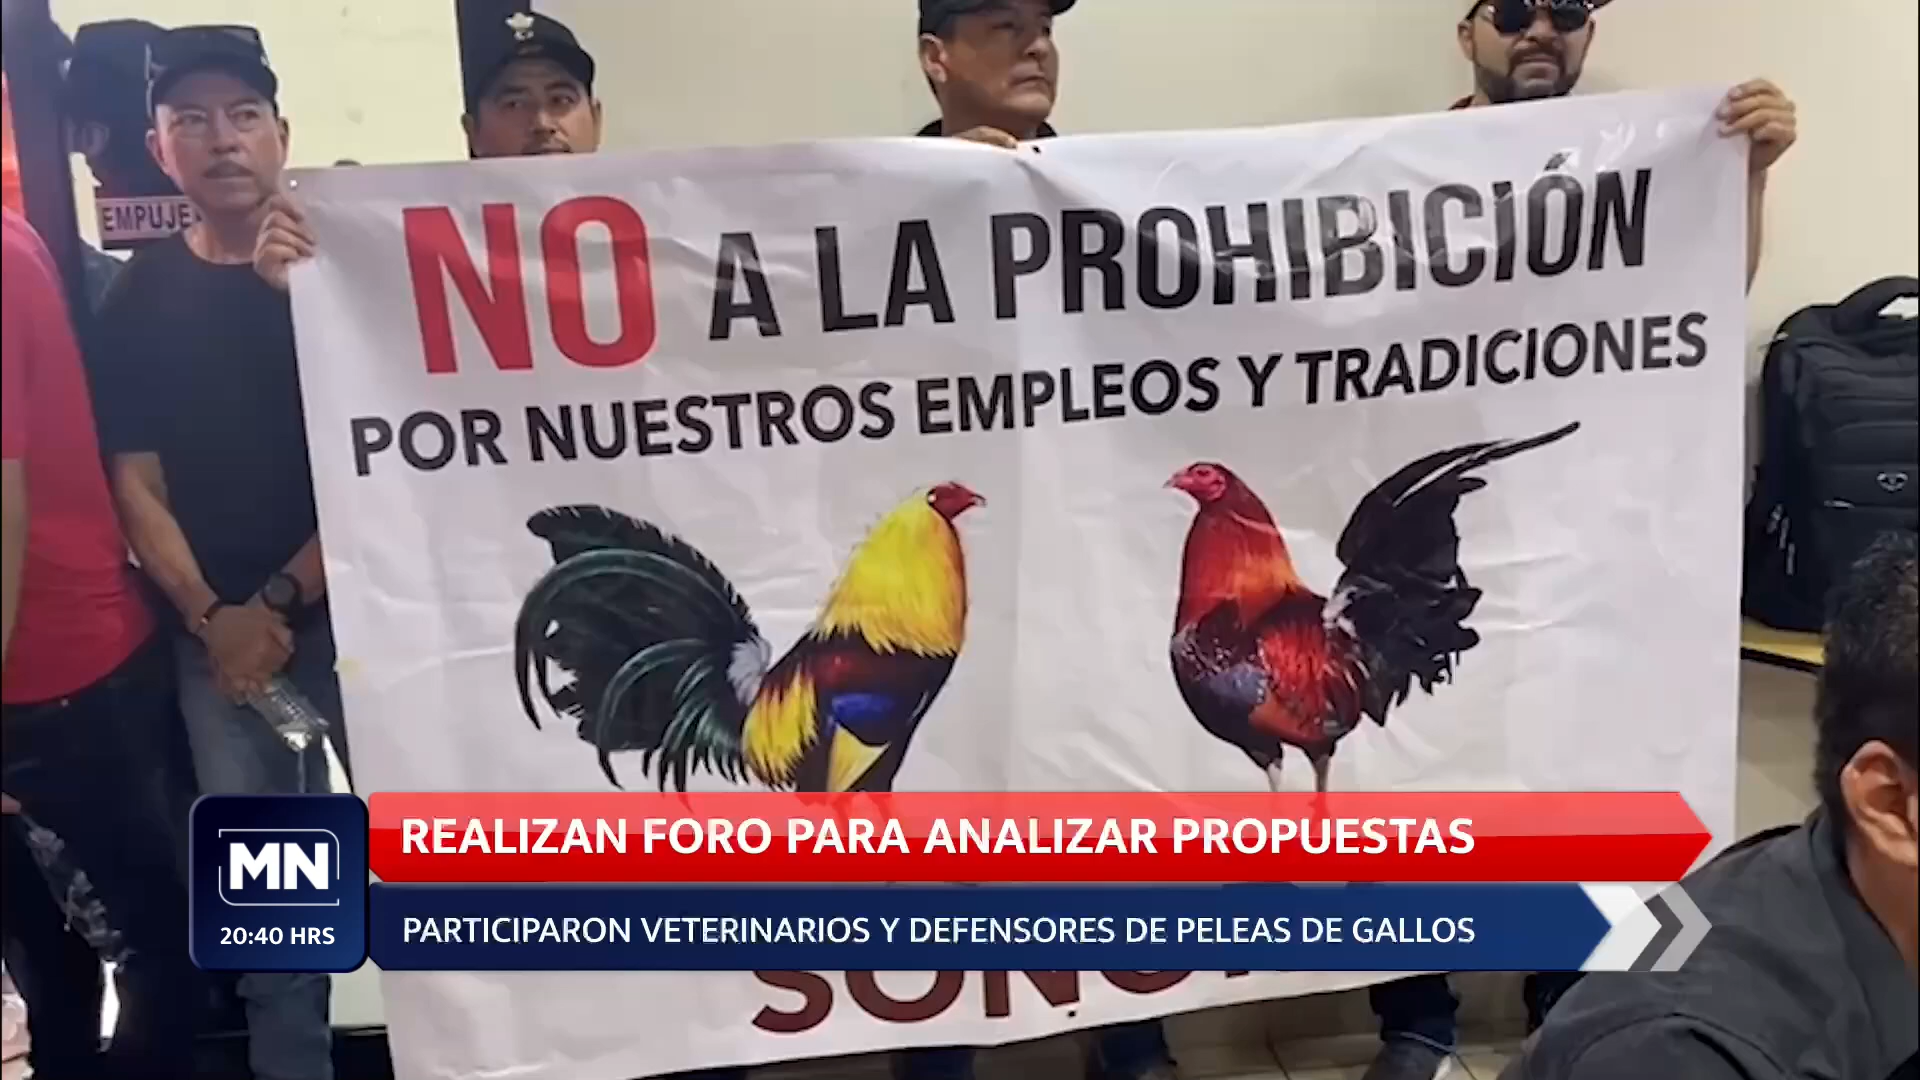 EMPUJE
NO A LA PROHIBICIÓN
POR NUESTROS EMPLEOS Y TRADICIONES
MN
20:40 HRS
REALIZAN FORO PARA ANALIZAR PROPUESTAS
PARTICIPARON VETERINARIOS Y DEFENSORES DE PELEAS DE GALLOS